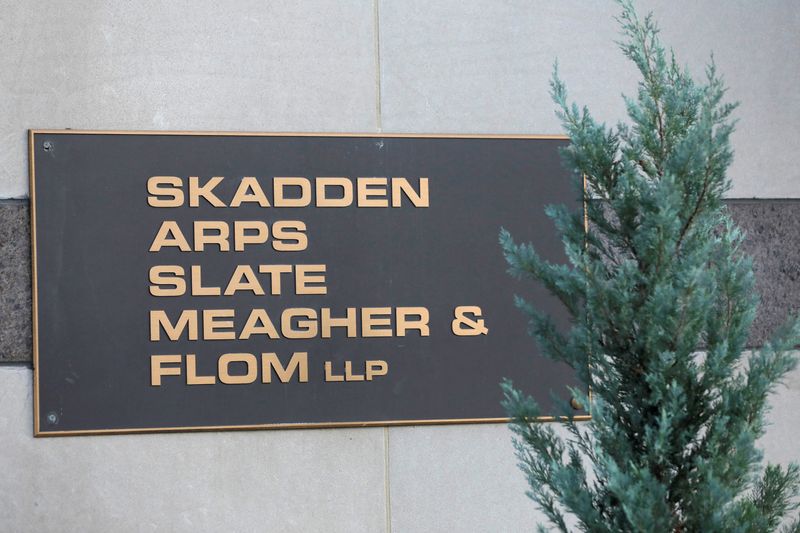 SKADDEN
ARPS
SLATE
MEAGHER &
FLOM LLP